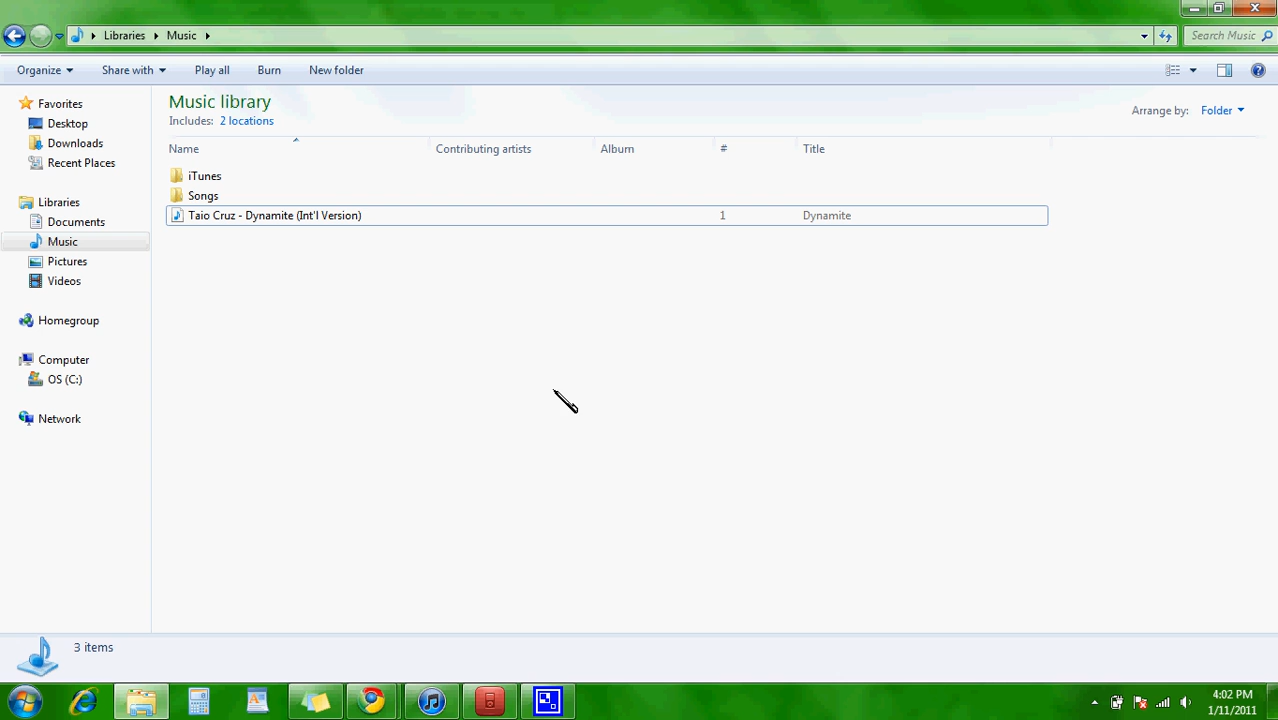 Libraries Music
Search Music
Organize Share with Play all Burn New folder
Music library
Includes: 2 locations
Arrange by: Folder
Name Contributing artists Album # Title
iTunes
Songs
Taio Cruz - Dynamite (Int'l Version) 1 Dynamite
Favorites
Desktop
Downloads
Recent Places
Libraries
Documents
Music
Pictures
Videos
Homegroup
Computer
OS (C:)
Network
3 items
4:02 PM
1/11/2011